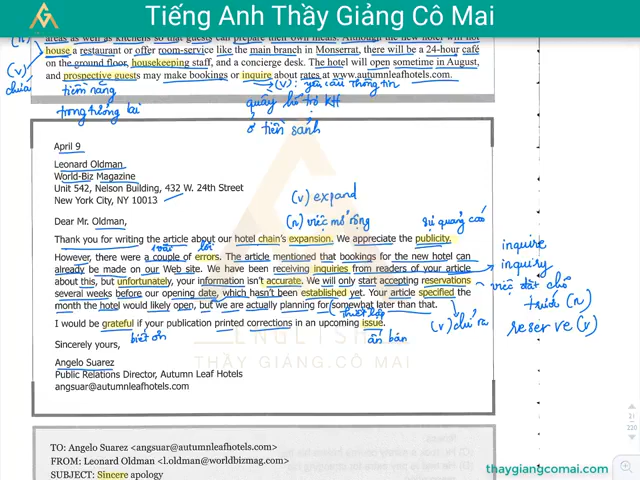 Tiếng Anh Thầy Giảng Cô Mai
areas as well as kitchens so that guests can prepare their own meals. Although the new hotel will not
(n)
house a restaurant or offer room-service like the main branch in Monserrat, there will be a 24-hour café
(v)
on the ground floor, housekeeping staff, and a concierge desk. The hotel will open sometime in August,
and prospective guests may make bookings or inquire about rates at www.autumnleafhotels.com.
chứa
tiềm năng
(v): yêu cầu thông tin
trong tương lai
quầy hỗ trợ KH
ở tiền sảnh
April 9
Leonard Oldman
World-Biz Magazine
Unit 542, Nelson Building, 432 W. 24th Street
New York City, NY 10013
(v) expand
(n) việc mở rộng
sự quảng cáo
Dear Mr. Oldman,
Thank you for writing the article about our hotel chain's expansion. We appreciate the publicity.
lỗi
However, there were a couple of errors. The article mentioned that bookings for the new hotel can
already be made on our Web site. We have been receiving inquiries from readers of your article
about this, but unfortunately, your information isn't accurate. We will only start accepting reservations
several weeks before our opening date, which hasn't been established yet. Your article specified the
month the hotel would likely open, but we are actually planning for somewhat later than that.
inquire
inquiry
việc đặt chỗ
trước (n)
reserve (v)
thiết lập
(v) chỉ ra
I would be grateful if your publication printed corrections in an upcoming issue.
biết ơn
ấn bản
Sincerely yours,
ENGLISH
THẦY GIẢNG.CÔ MAI
Angelo Suarez
Public Relations Director, Autumn Leaf Hotels
angsuar@autumnleafhotels.com
21
220
TO: Angelo Suarez <angsuar@autumnleafhotels.com>
FROM: Leonard Oldman <l.oldman@worldbizmag.com>
SUBJECT: Sincere apology
thaygiangcomai.com